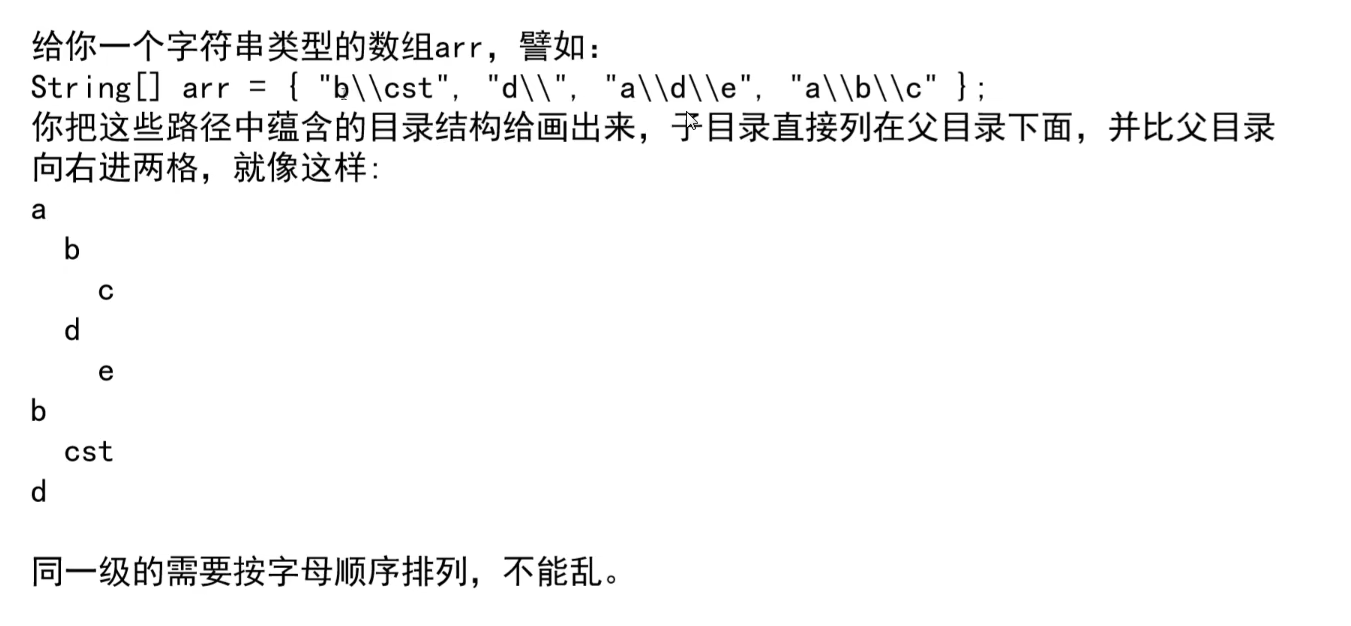 给你一个字符串类型的数组arr，譬如：
String[] arr = { "b\\cst", "d\\", "a\\d\\e", "a\\b\\c" };
你把这些路径中蕴含的目录结构给画出来，子目录直接列在父目录下面，并比父目录
向右进两格，就像这样:
a
  b
    c
  d
    e
b
  cst
d
同一级的需要按字母顺序排列，不能乱。